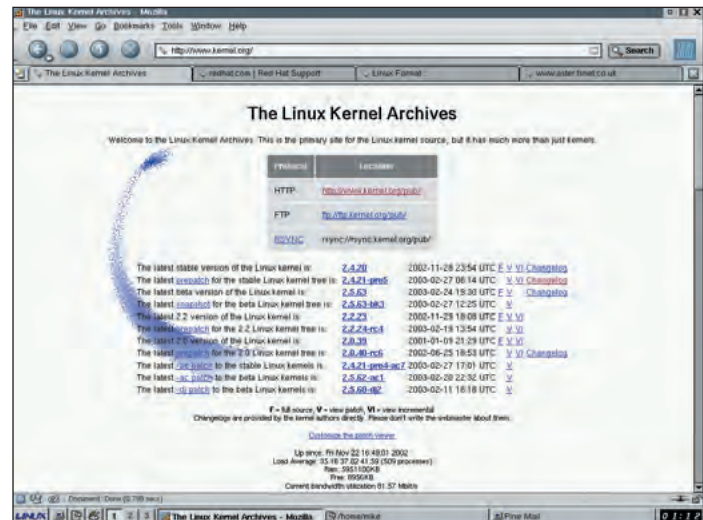 The Linux Kernel Archives - Mozilla
File Edit View Go Bookmarks Tools Window Help
http://www.kernel.org/ Search
The Linux Kernel Archives redhat.com | Red Hat Support Linux Format
The Linux Kernel Archives
Welcome to the Linux Kernel Archives. This is the primary site for the Linux kernel source, but it has much more than just kernels.
Protocol Location
HTTP http://www.kernel.org/pub/
FTP ftp://ftp.kernel.org/pub/
RSYNC rsync://rsync.kernel.org/pub/
The latest stable version of the Linux kernel is: 2.4.20 2002-11-28 23:54 UTC F V VI Changelog
The latest prepatch for the stable Linux kernel tree is: 2.4.21-pre5 2003-02-27 06:14 UTC V VI Changelog
The latest beta version of the Linux kernel is: 2.5.63 2003-02-24 19:30 UTC F V Changelog
The latest snapshot for the beta Linux kernel tree is: 2.5.63-bk3 2003-02-27 12:25 UTC V
The latest 2.2 version of the Linux kernel is: 2.2.23 2002-11-29 18:08 UTC F V VI
The latest prepatch for the 2.2 Linux kernel tree is: 2.2.24-rc4 2003-02-19 13:54 UTC V VI
The latest 2.0 version of the Linux kernel is: 2.0.39 2001-01-09 21:29 UTC F V VI
The latest prepatch for the 2.0 Linux kernel tree is: 2.0.40-rc6 2002-06-25 18:53 UTC V VI Changelog
The latest -ac patch to the stable Linux kernels is: 2.4.21-pre4-ac7 2003-02-27 17:01 UTC V
The latest -ac patch to the beta Linux kernels is: 2.5.62-ac1 2003-02-20 22:32 UTC V
The latest -dj patch to the beta Linux kernels is: 2.5.60-dj2 2003-02-11 18:18 UTC V
F = full source, V = view patch, VI = view incremental
Changelogs are provided by the kernel authors directly. Please don't write the webmaster about them.
Customize the patch viewer
Up since: Fri Nov 22 16:49:01 2002
Load Average: (509 processes)
Ram:
Free: 8956KB
Current bandwidth utilization 81.57 Mbit/s
Document: Done
LINUX 1 2 3 The Linux Kernel Archives - Mozilla /home/mike Pine Mail 01:12